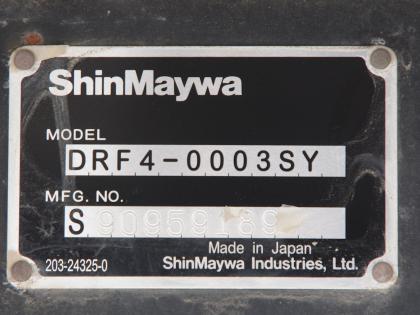 ShinMaywa
MODEL
DRF4-0003SY
MFG. NO.
S
Made in Japan
203-24325-0
ShinMaywa Industries, Ltd.